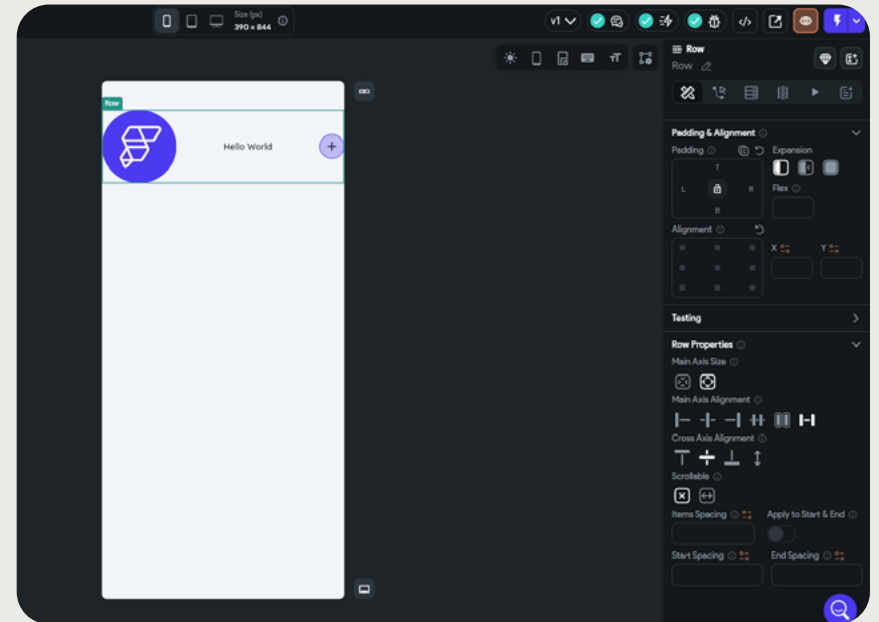 Size (px)
390 × 844
v1
Row
Row
Row
Hello World
+
Padding & Alignment
Padding
Expansion
T
L
R
B
Flex
Alignment
X
Y
Testing
Row Properties
Main Axis Size
Main Axis Alignment
Cross Axis Alignment
Scrollable
Items Spacing
Apply to Start & End
Start Spacing
End Spacing